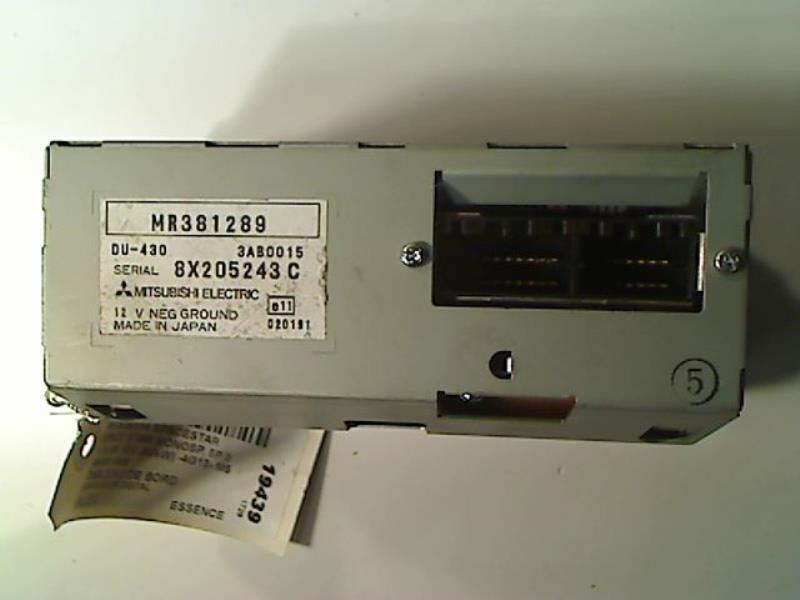 MR381289
DU-430 3AB0015
SERIAL 8X205243 C
MITSUBISHI ELECTRIC e11
12 V NEG GROUND
MADE IN JAPAN 020191
5
BORD
ESSENCE
19439